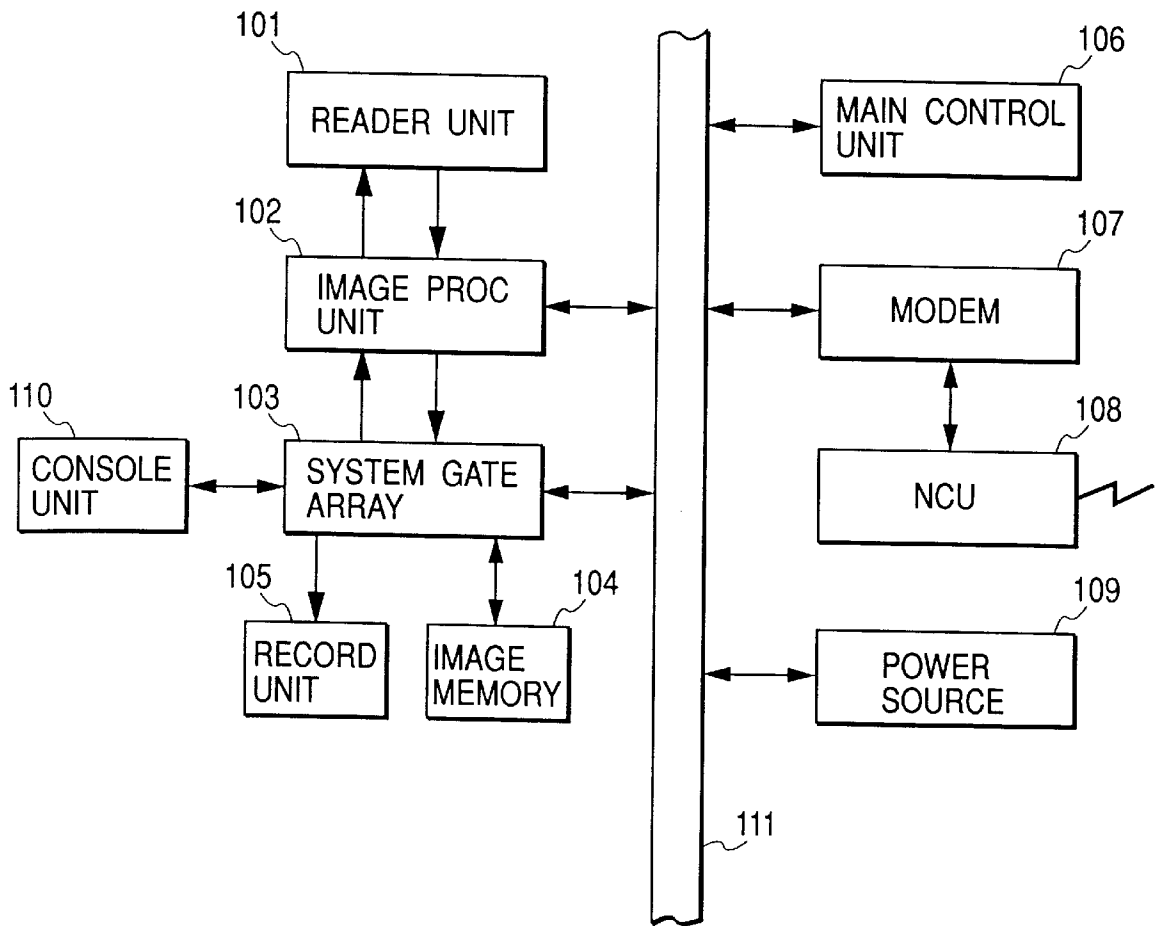 101
READER UNIT
102
IMAGE PROC
UNIT
110
CONSOLE
UNIT
103
SYSTEM GATE
ARRAY
105
RECORD
UNIT
104
IMAGE
MEMORY
106
MAIN CONTROL
UNIT
107
MODEM
108
NCU
109
POWER
SOURCE
111